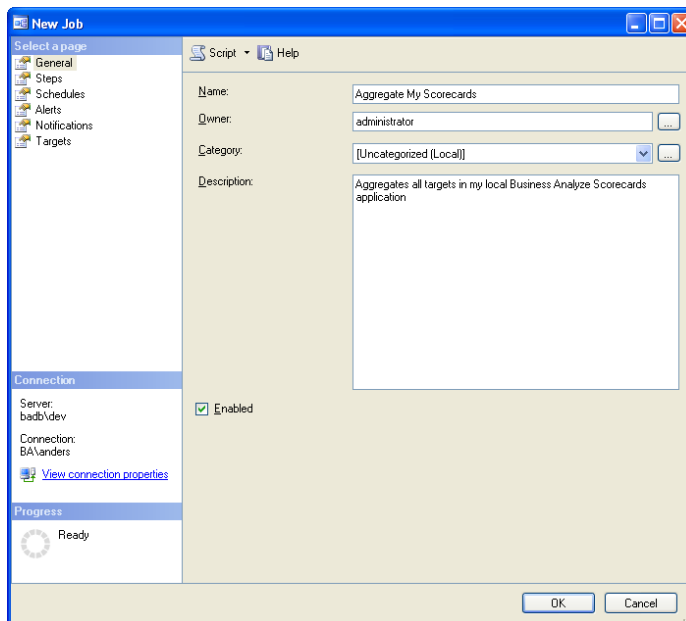 New Job
Select a page
General
Steps
Schedules
Alerts
Notifications
Targets
Script
Help
Name:
Aggregate My Scorecards
Owner:
administrator
...
Category:
[Uncategorized (Local)]
...
Description:
Aggregates all targets in my local Business Analyze Scorecards
application
Enabled
Connection
Server:
badb\dev
Connection:
BA\anders
View connection properties
Progress
Ready
OK
Cancel